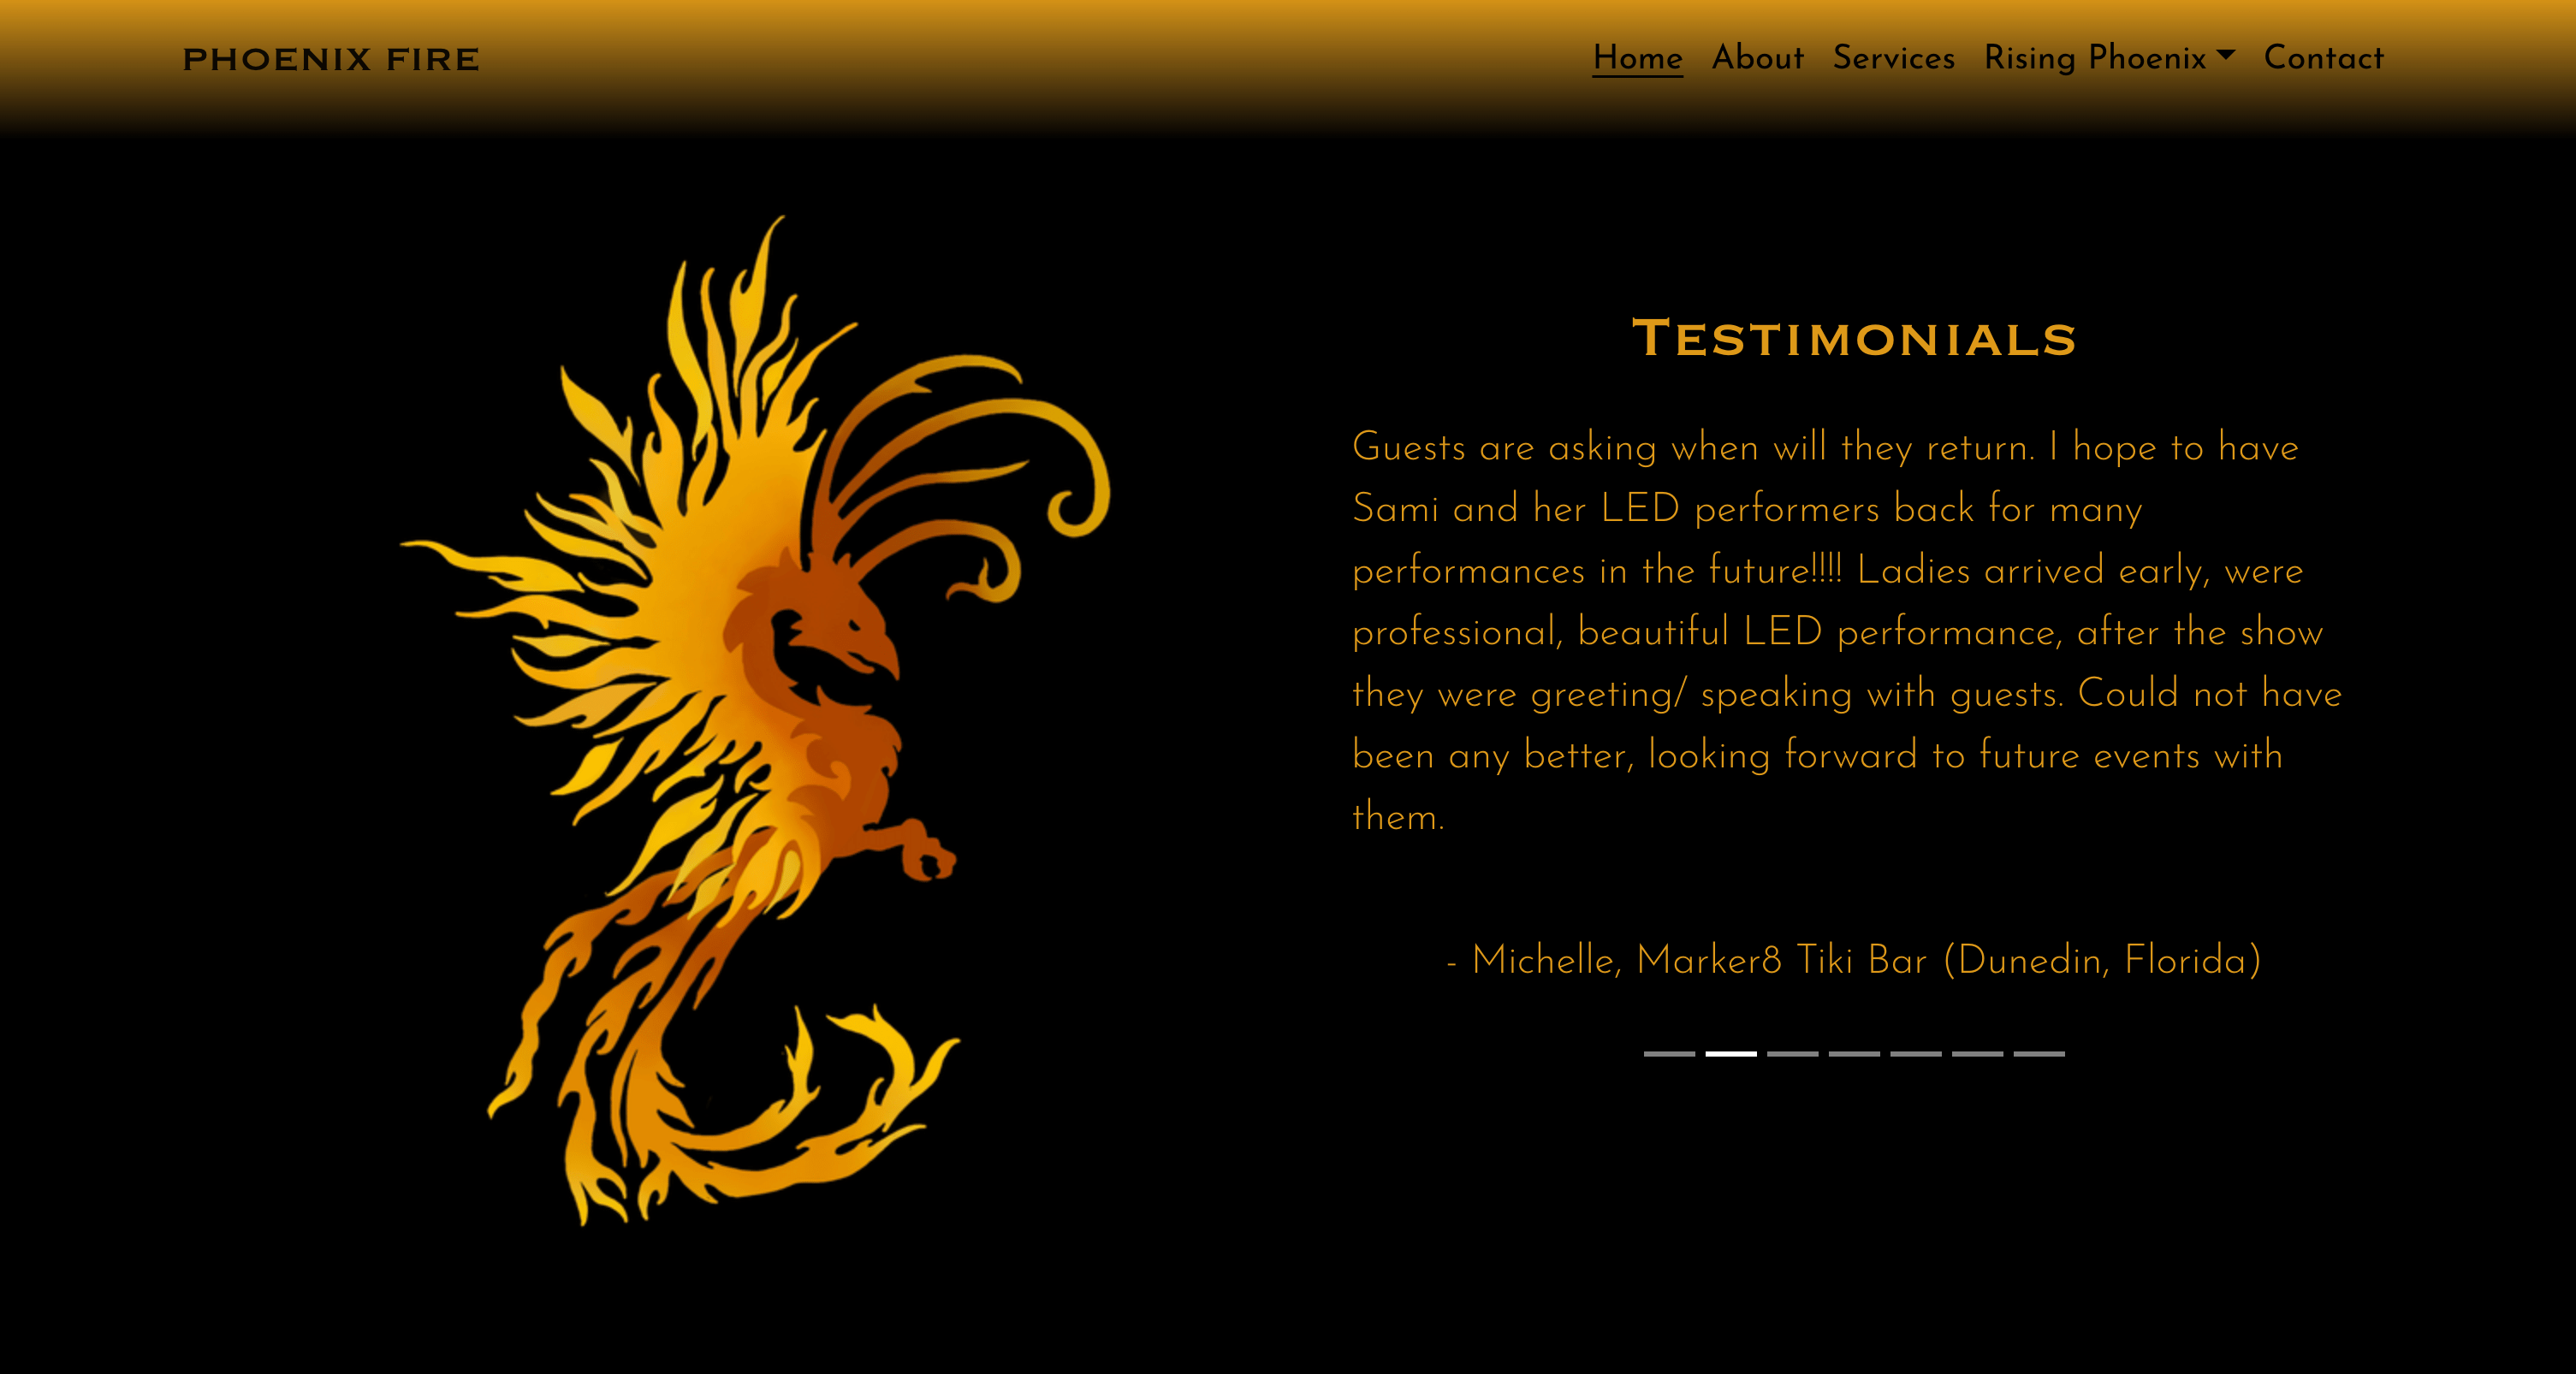 PHOENIX FIRE
Home About Services Rising Phoenix Contact
TESTIMONIALS
Guests are asking when will they return. I hope to have
Sami and her LED performers back for many
performances in the future!!!! Ladies arrived early, were
professional, beautiful LED performance, after the show
they were greeting/ speaking with guests. Could not have
been any better, looking forward to future events with
them.
- Michelle, Marker8 Tiki Bar (Dunedin, Florida)